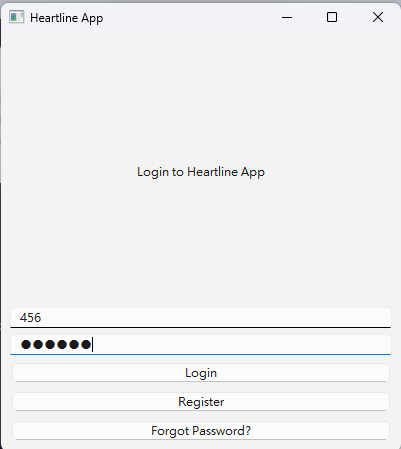 Heartline App
Login to Heartline App
456
●●●●●●
Login
Register
Forgot Password?